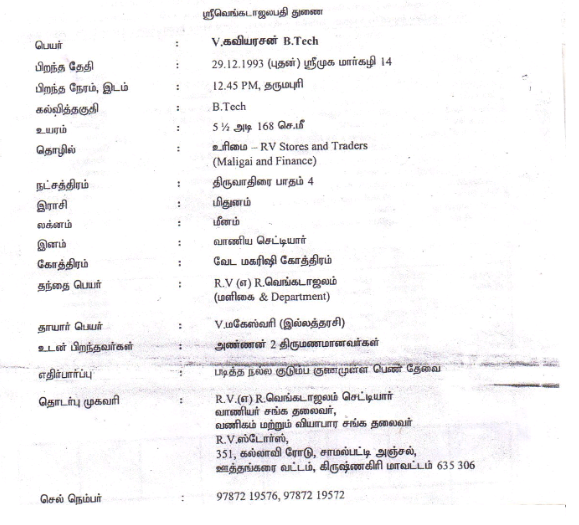 ஸ்ரீவெங்கடாஜலபதி துணை
பெயர் : V.கவியரசன் B.Tech
பிறந்த தேதி : 29.12.1993 (புதன்) ஸ்ரீமுக மார்கழி 14
பிறந்த நேரம், இடம் : 12.45 PM, தருமபுரி
கல்வித்தகுதி : B.Tech
உயரம் : 5 ½ அடி 168 செ.மீ
தொழில் : உரிமை – RV Stores and Traders
(Maligai and Finance)
நட்சத்திரம் : திருவாதிரை பாதம் 4
இராசி : மிதுனம்
லக்னம் : மீனம்
இனம் : வாணிய செட்டியார்
கோத்திரம் : வேட மகரிஷி கோத்திரம்
தந்தை பெயர் : R.V (எ) R.வெங்கடாஜலம்
(மளிகை & Department)
தாயார் பெயர் : V.மகேஸ்வரி (இல்லத்தரசி)
உடன் பிறந்தவர்கள் : அண்ணன் 2 திருமணமானவர்கள்
எதிர்பார்ப்பு : படித்த நல்ல குடும்ப குணமுள்ள பெண் தேவை
தொடர்பு முகவரி : R.V.(எ) R.வெங்கடாஜலம் செட்டியார்
வாணியர் சங்க தலைவர்,
வணிகம் மற்றும் வியாபார சங்க தலைவர்
R.V.ஸ்டோர்ஸ்,
351, கல்லாவி ரோடு, சாமல்பட்டி அஞ்சல்,
ஊத்தங்கரை வட்டம், கிருஷ்ணகிரி மாவட்டம் 635 306
செல் நெம்பர் : 97872 19576, 97872 19572